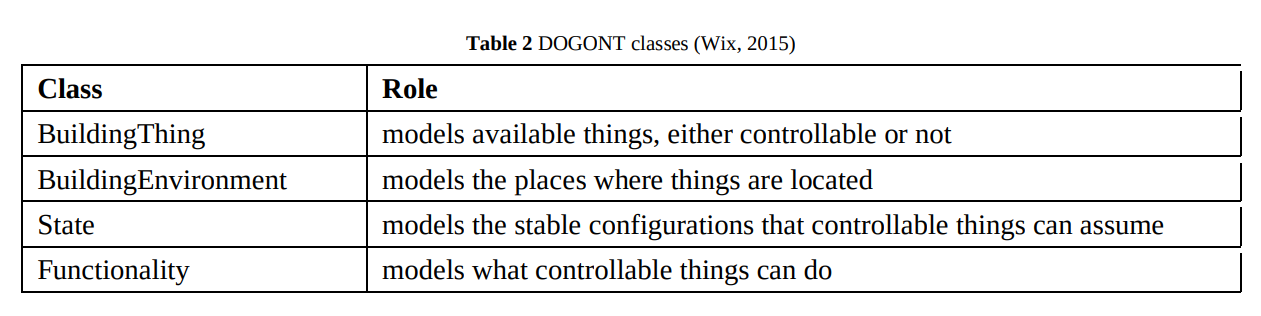 Table 2 DOGONT classes (Wix, 2015)
Class Role
BuildingThing models available things, either controllable or not
BuildingEnvironment models the places where things are located
State models the stable configurations that controllable things can assume
Functionality models what controllable things can do